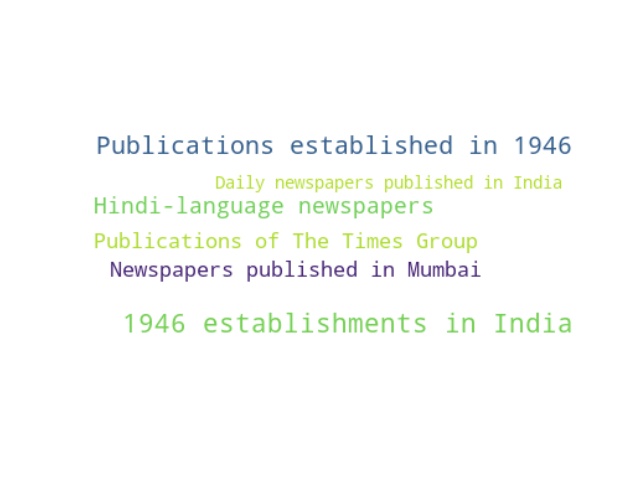 Publications established in 1946
Daily newspapers published in India
Hindi-language newspapers
Publications of The Times Group
Newspapers published in Mumbai
1946 establishments in India